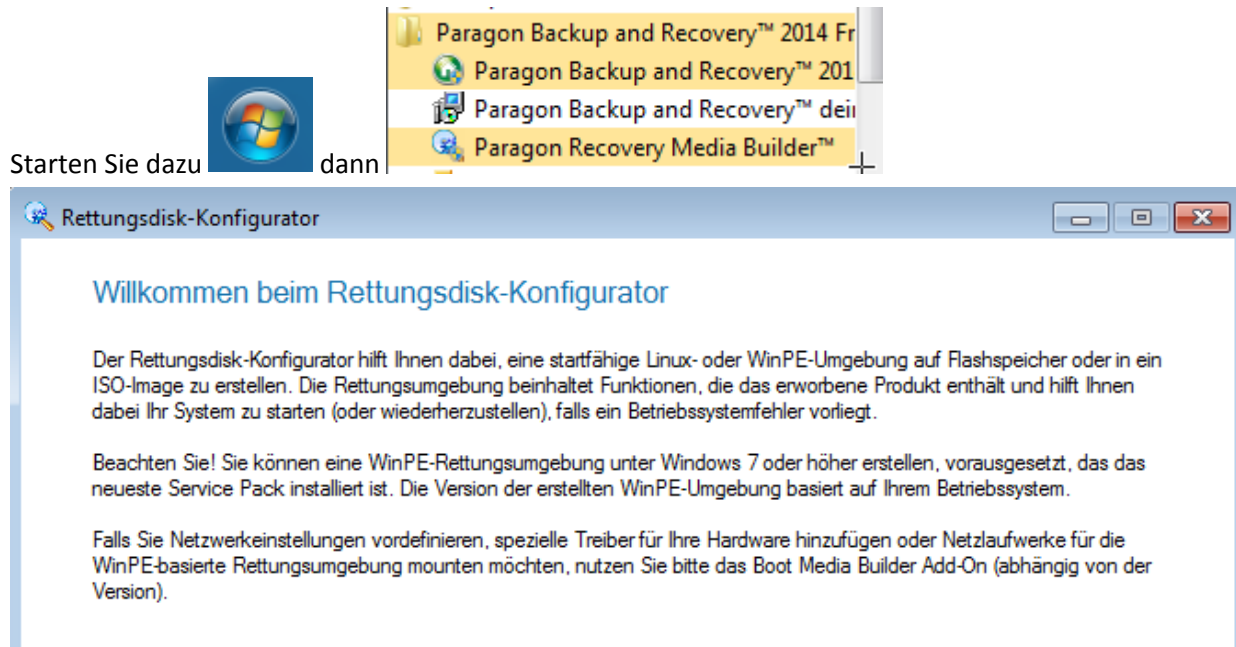 Paragon Backup and Recovery™ 2014 Fr
Paragon Backup and Recovery™ 201
Paragon Backup and Recovery™ dei
Paragon Recovery Media Builder™
Starten Sie dazu dann
Rettungsdisk-Konfigurator
Willkommen beim Rettungsdisk-Konfigurator
Der Rettungsdisk-Konfigurator hilft Ihnen dabei, eine startfähige Linux- oder WinPE-Umgebung auf Flashspeicher oder in ein
ISO-Image zu erstellen. Die Rettungsumgebung beinhaltet Funktionen, die das erworbene Produkt enthält und hilft Ihnen
dabei Ihr System zu starten (oder wiederherzustellen), falls ein Betriebssystemfehler vorliegt.
Beachten Sie! Sie können eine WinPE-Rettungsumgebung unter Windows 7 oder höher erstellen, vorausgesetzt, das das
neueste Service Pack installiert ist. Die Version der erstellten WinPE-Umgebung basiert auf Ihrem Betriebssystem.
Falls Sie Netzwerkeinstellungen vordefinieren, spezielle Treiber für Ihre Hardware hinzufügen oder Netzlaufwerke für die
WinPE-basierte Rettungsumgebung mounten möchten, nutzen Sie bitte das Boot Media Builder Add-On (abhängig von der
Version).